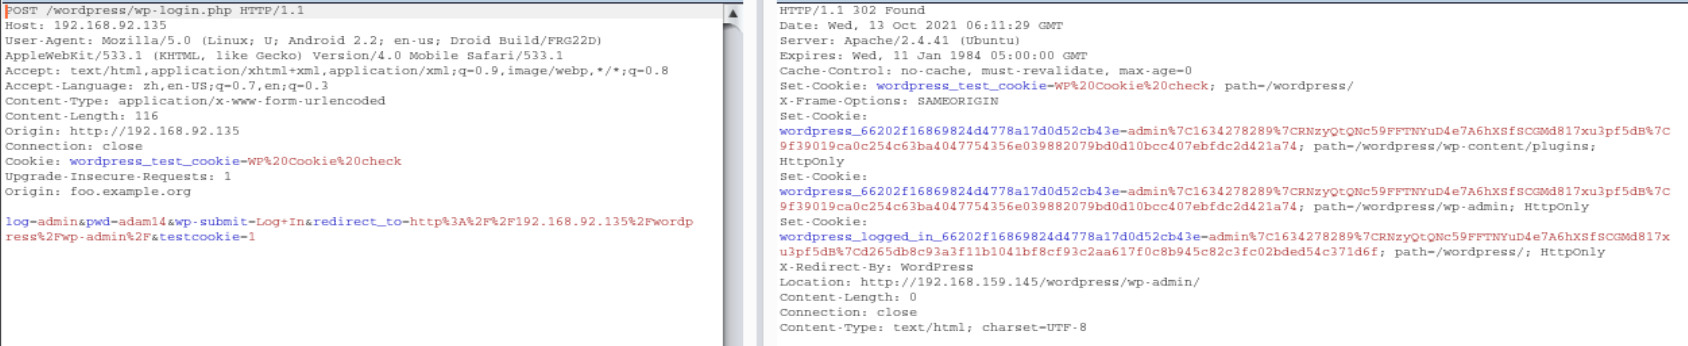 POST /wordpress/wp-login.php HTTP/1.1
Host: 192.168.92.135
User-Agent: Mozilla/5.0 (Linux; U; Android 2.2; en-us; Droid Build/FRG22D)
AppleWebKit/533.1 (KHTML, like Gecko) Version/4.0 Mobile Safari/533.1
Accept: text/html,application/xhtml+xml,application/xml;q=0.9,image/webp,*/*;q=0.8
Accept-Language: zh,en-US;q=0.7,en;q=0.3
Content-Type: application/x-www-form-urlencoded
Content-Length: 116
Origin: http://192.168.92.135
Connection: close
Cookie: wordpress_test_cookie=WP%20Cookie%20check
Upgrade-Insecure-Requests: 1
Origin: foo.example.org
log=admin&pwd=adam14&wp-submit=Log+In&redirect_to=http%3A%2F%2F192.168.92.135%2Fwordp
ress%2Fwp-admin%2F&testcookie=1
HTTP/1.1 302 Found
Date: Wed, 13 Oct 2021 06:11:29 GMT
Server: Apache/2.4.41 (Ubuntu)
Expires: Wed, 11 Jan 1984 05:00:00 GMT
Cache-Control: no-cache, must-revalidate, max-age=0
Set-Cookie: wordpress_test_cookie=WP%20Cookie%20check; path=/wordpress/
X-Frame-Options: SAMEORIGIN
Set-Cookie:
wordpress_66202f16869824d4778a17d0d52cb43e=admin%7C1634278289%7CRNzyQtQNc59FFTNYuD4e7A6hXSfSCGMd817xu3pf5dB%7C
9f39019ca0c254c63ba4047754356e039882079bd0d10bcc407ebfdc2d421a74; path=/wordpress/wp-content/plugins;
HttpOnly
Set-Cookie:
wordpress_66202f16869824d4778a17d0d52cb43e=admin%7C1634278289%7CRNzyQtQNc59FFTNYuD4e7A6hXSfSCGMd817xu3pf5dB%7C
9f39019ca0c254c63ba4047754356e039882079bd0d10bcc407ebfdc2d421a74; path=/wordpress/wp-admin; HttpOnly
Set-Cookie:
wordpress_logged_in_66202f16869824d4778a17d0d52cb43e=admin%7C1634278289%7CRNzyQtQNc59FFTNYuD4e7A6hXSfSCGMd817x
u3pf5dB%7Cd265db8c93a3f11b1041bf8cf93c2aa617f0c8b945c82c3fc02bded54c371d6f; path=/wordpress/; HttpOnly
X-Redirect-By: WordPress
Location: http://192.168.159.145/wordpress/wp-admin/
Content-Length: 0
Connection: close
Content-Type: text/html; charset=UTF-8